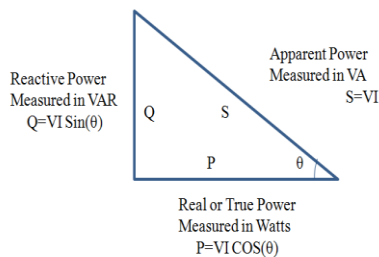 Apparent Power
Measured in VA
S=VI
Reactive Power
Measured in VAR
Q=VI Sin(θ)
Q
S
P
θ
Real or True Power
Measured in Watts
P=VI COS(θ)